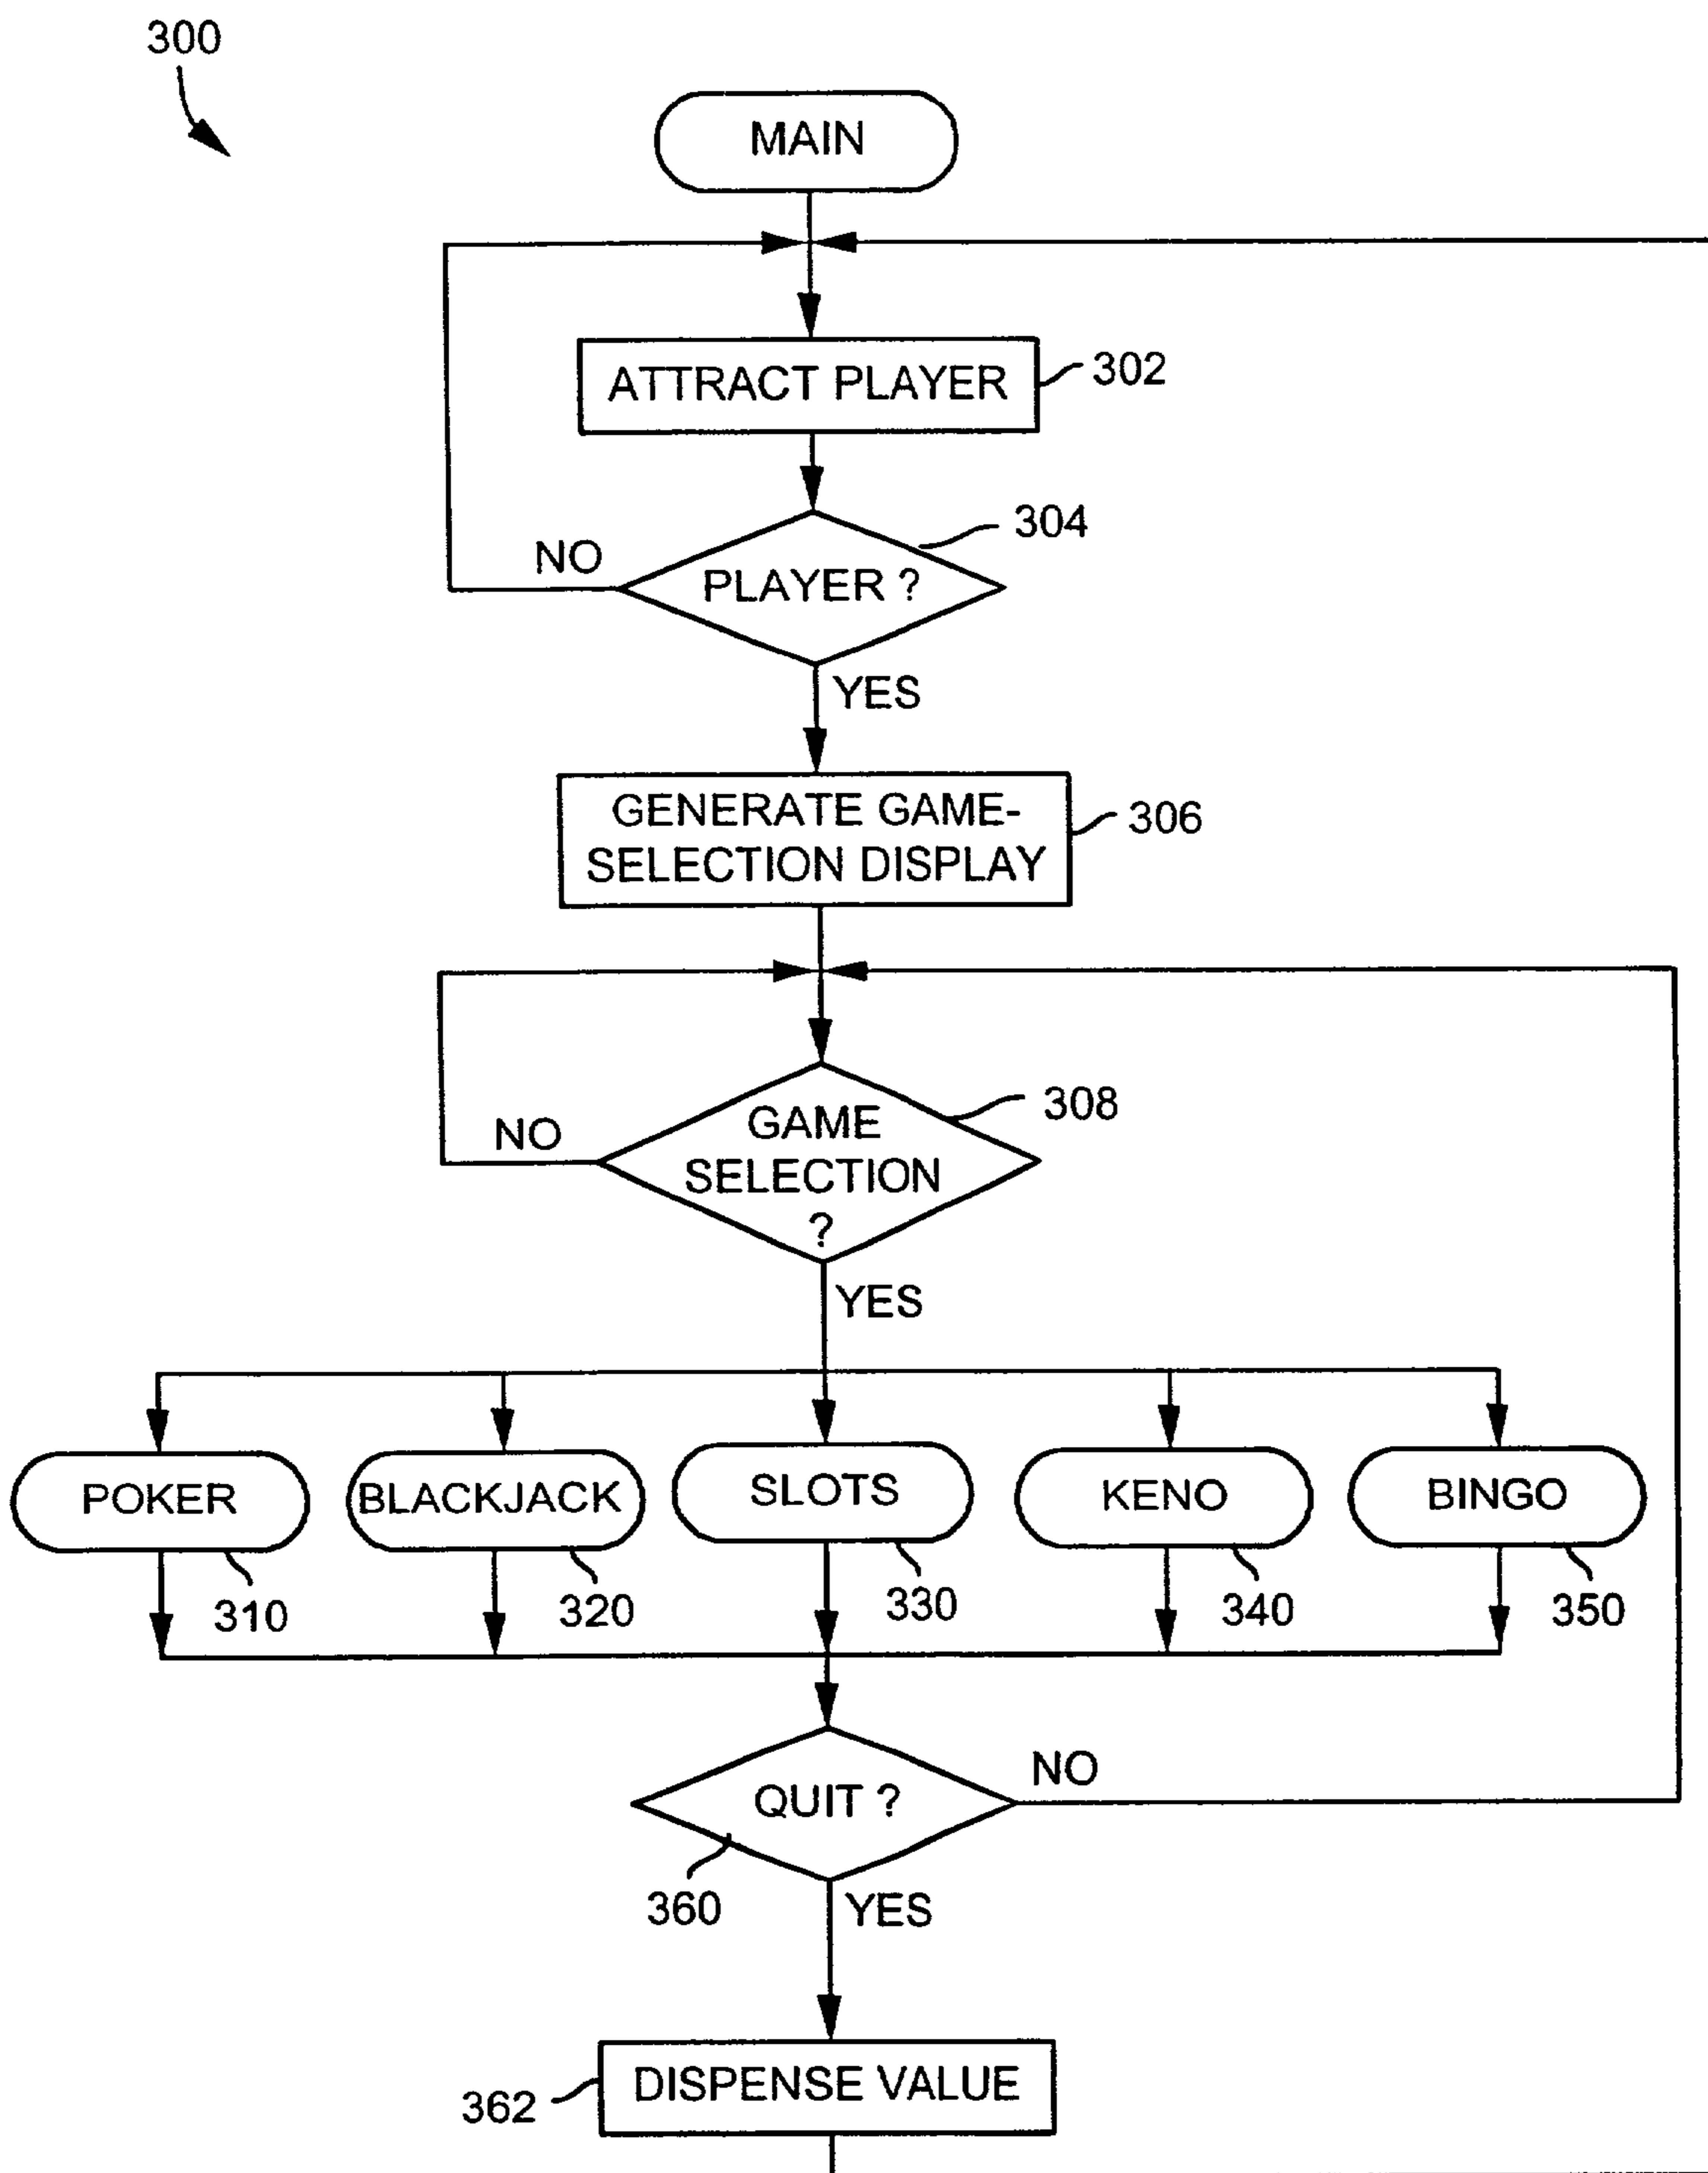 300
MAIN
ATTRACT PLAYER
302
304
NO
PLAYER ?
YES
GENERATE GAME-
SELECTION DISPLAY
306
308
NO
GAME
SELECTION
?
YES
POKER
BLACKJACK
SLOTS
KENO
BINGO
310
320
330
340
350
QUIT ?
NO
360
YES
DISPENSE VALUE
362